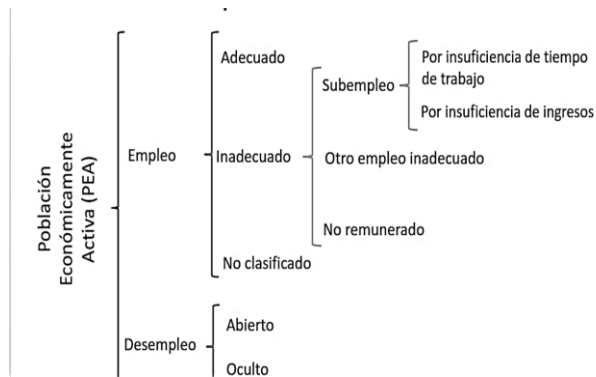 Población
Económicamente
Activa (PEA)
Empleo
Adecuado
Inadecuado
Subempleo
Por insuficiencia de tiempo
de trabajo
Por insuficiencia de ingresos
Otro empleo inadecuado
No remunerado
No clasificado
Desempleo
Abierto
Oculto